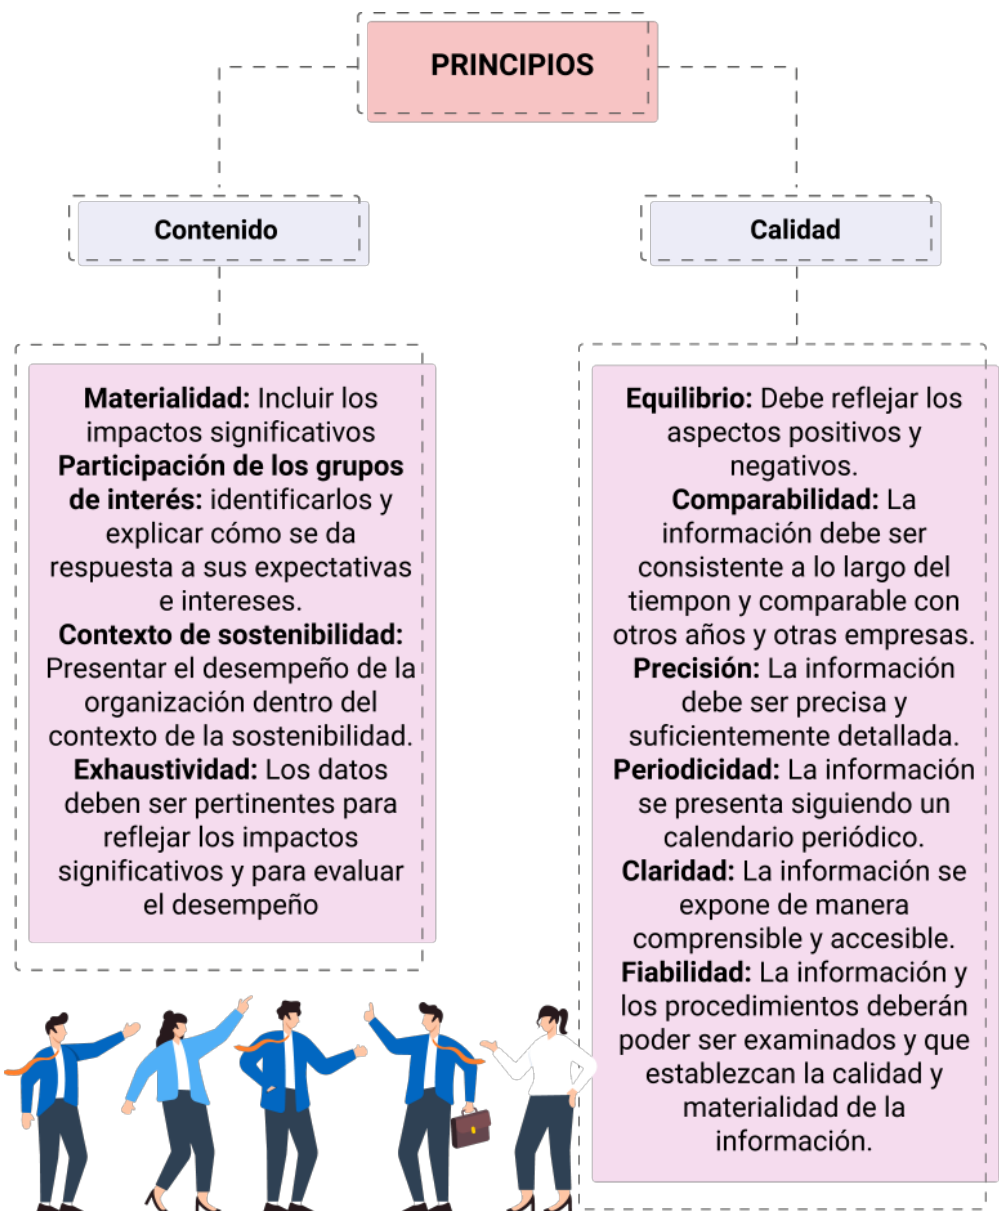 PRINCIPIOS
Contenido
Calidad
Materialidad: Incluir los
impactos significativos
Participación de los grupos
de interés: identificarlos y
explicar cómo se da
respuesta a sus expectativas
e intereses.
Contexto de sostenibilidad:
Presentar el desempeño de la
organización dentro del
contexto de la sostenibilidad.
Exhaustividad: Los datos
deben ser pertinentes para
reflejar los impactos
significativos y para evaluar
el desempeño
Equilibrio: Debe reflejar los
aspectos positivos y
negativos.
Comparabilidad: La
información debe ser
consistente a lo largo del
tiempon y comparable con
otros años y otras empresas.
Precisión: La información
debe ser precisa y
suficientemente detallada.
Periodicidad: La información
se presenta siguiendo un
calendario periódico.
Claridad: La información se
expone de manera
comprensible y accesible.
Fiabilidad: La información y
los procedimientos deberán
poder ser examinados y que
establezcan la calidad y
materialidad de la
información.